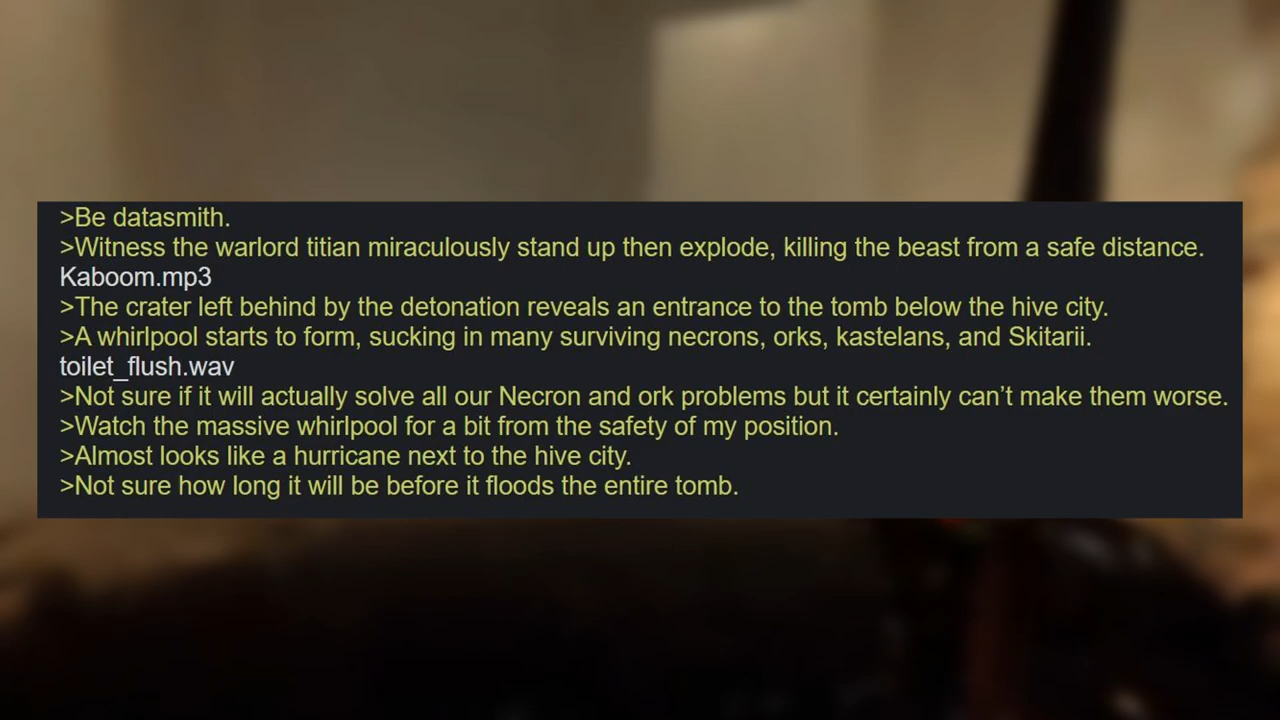 >Be datasmith.
>Witness the warlord titian miraculously stand up then explode, killing the beast from a safe distance.
Kaboom.mp3
>The crater left behind by the detonation reveals an entrance to the tomb below the hive city.
>A whirlpool starts to form, sucking in many surviving necrons, orks, kastelans, and Skitarii.
toilet_flush.wav
>Not sure if it will actually solve all our Necron and ork problems but it certainly can’t make them worse.
>Watch the massive whirlpool for a bit from the safety of my position.
>Almost looks like a hurricane next to the hive city.
>Not sure how long it will be before it floods the entire tomb.